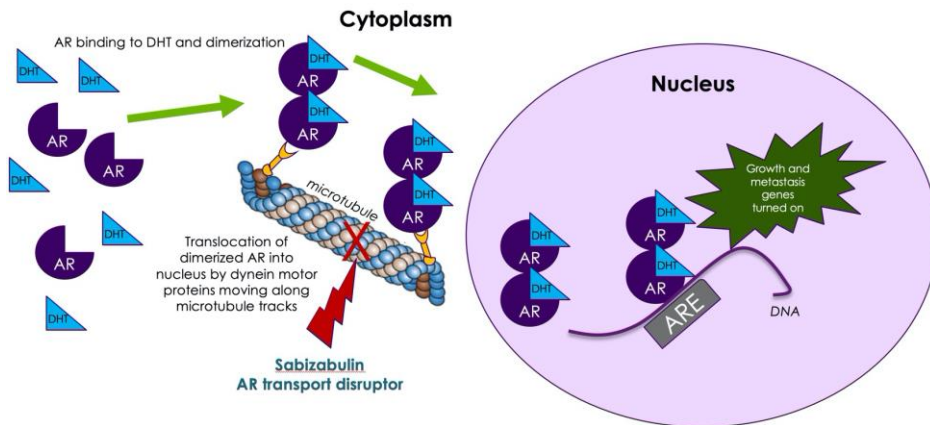 Cytoplasm
AR binding to DHT and dimerization
DHT
DHT
AR
AR
DHT
DHT
AR
DHT
DHT
AR
DHT
AR
DHT
AR
DHT
AR
microtubule
Translocation of
dimerized AR into
nucleus by dynein motor
proteins moving along
microtubule tracks
Sabizabulin
AR transport disruptor
Nucleus
Growth and
metastasis
genes
turned on
DHT
AR
DHT
AR
DHT
AR
DHT
AR
ARE
DNA